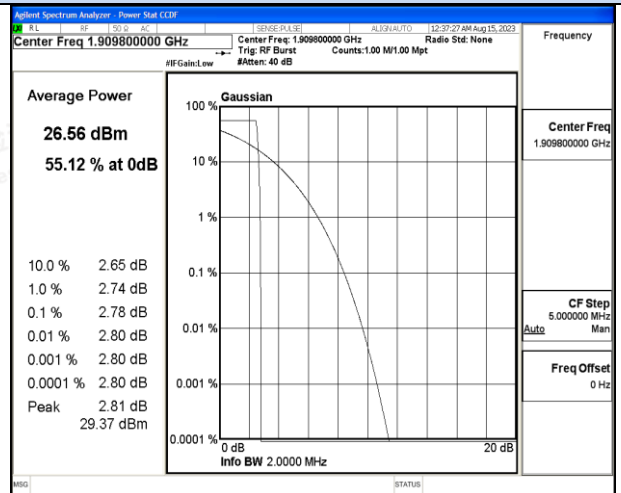 Agilent Spectrum Analyzer - Power Stat CCDF
RL RF 50 Ω AC SENSE:PULSE ALIGNAUTO 12:37:27 AM Aug 15, 2023
Center Freq 1.909800000 GHz
Center Freq: 1.909800000 GHz Radio Std: None
Trig: RF Burst Counts:1.00 M/1.00 Mpt
#IFGain:Low #Atten: 40 dB
Frequency
Average Power
26.56 dBm
55.12 % at 0dB
10.0 % 2.65 dB
1.0 % 2.74 dB
0.1 % 2.78 dB
0.01 % 2.80 dB
0.001 % 2.80 dB
0.0001 % 2.80 dB
Peak 2.81 dB
29.37 dBm
Gaussian
100 %
10 %
1 %
0.1 %
0.01 %
0.001 %
0.0001 %
0 dB 20 dB
Info BW 2.0000 MHz
Center Freq
1.909800000 GHz
CF Step
5.000000 MHz
Auto Man
Freq Offset
0 Hz
MSG STATUS